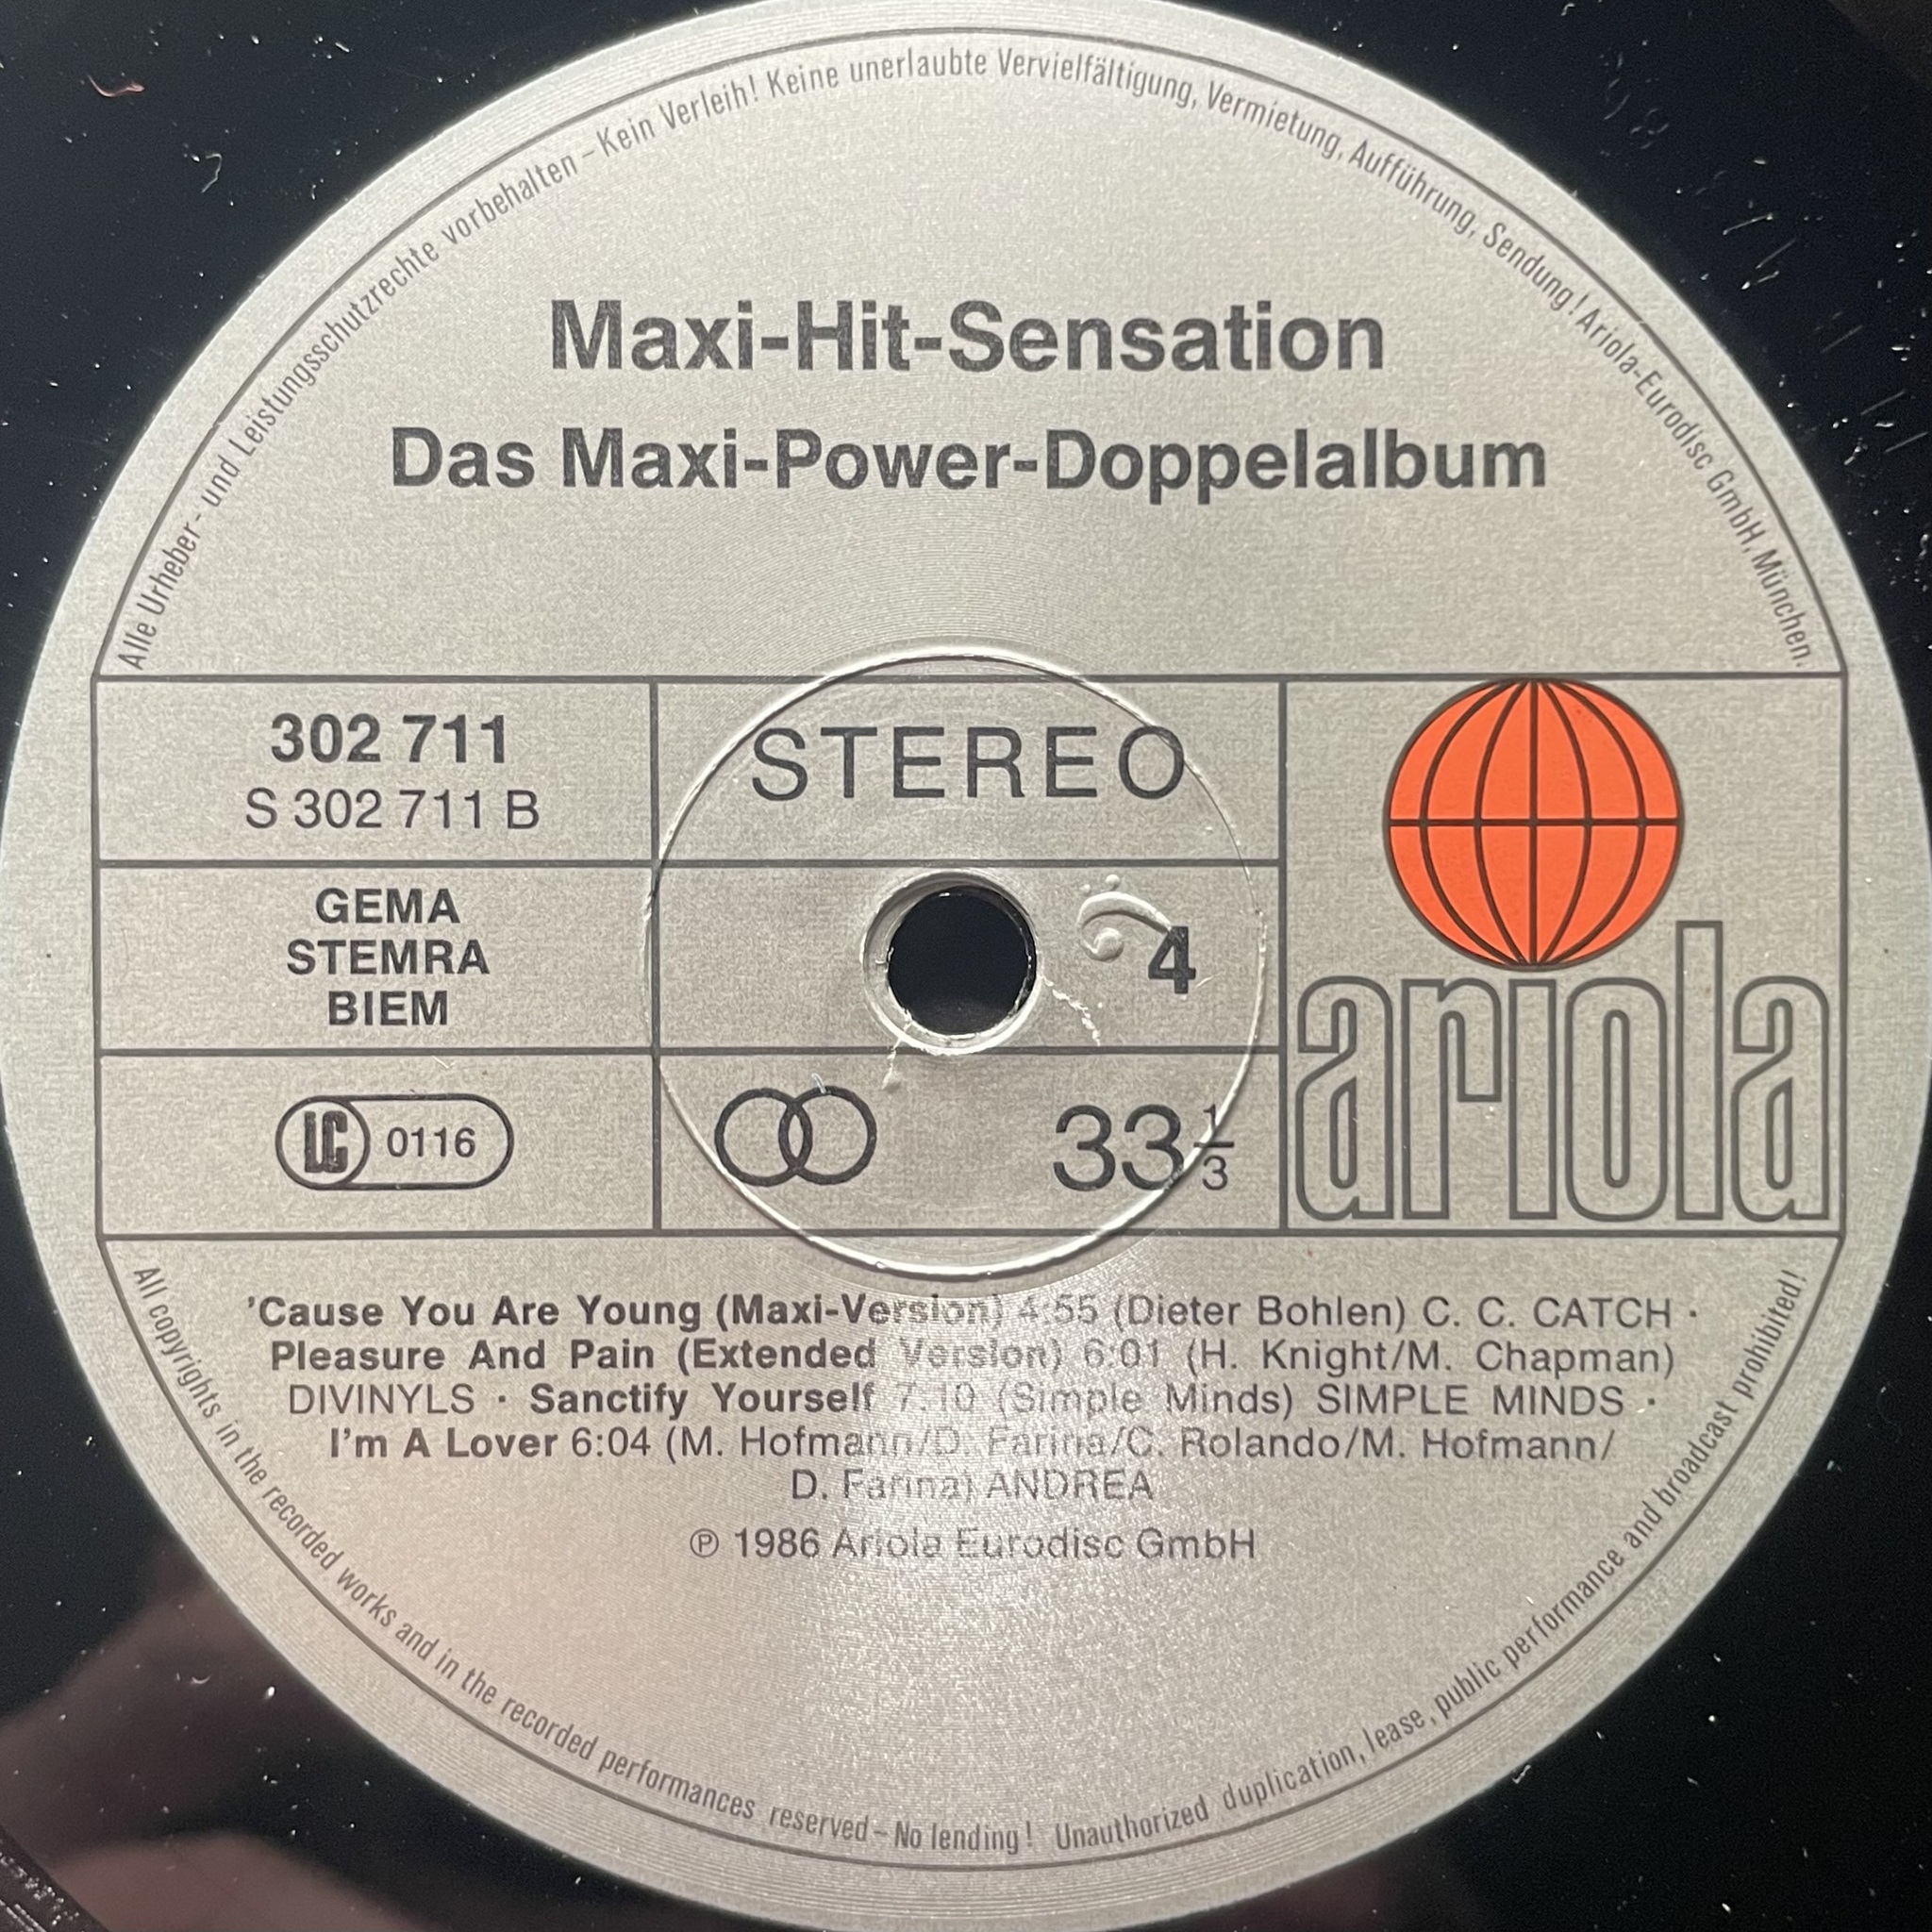 Alle Urheber- und Leistungsschutzrechte vorbehalten – Kein Verleih! Keine unerlaubte Vervielfältigung, Vermietung, Aufführung, Sendung! Ariola-Eurodisc GmbH, München.
Maxi-Hit-Sensation
Das Maxi-Power-Doppelalbum
302 711
S 302 711 B
STEREO
GEMA
STEMRA
BIEM
4
LC 0116
33 1/3
ariola
'Cause You Are Young (Maxi-Version) 4:55 (Dieter Bohlen) C. C. CATCH ·
Pleasure And Pain (Extended Version) 6:01 (H. Knight/M. Chapman)
DIVINYLS · Sanctify Yourself 7:10 (Simple Minds) SIMPLE MINDS ·
I'm A Lover 6:04 (M. Hofmann/D. Farina/C. Rolando/M. Hofmann/
D. Farina) ANDREA
℗ 1986 Ariola Eurodisc GmbH
All copyrights in the recorded works and in the recorded performances reserved – No lending! Unauthorized duplication, lease, public performance and broadcast prohibited!